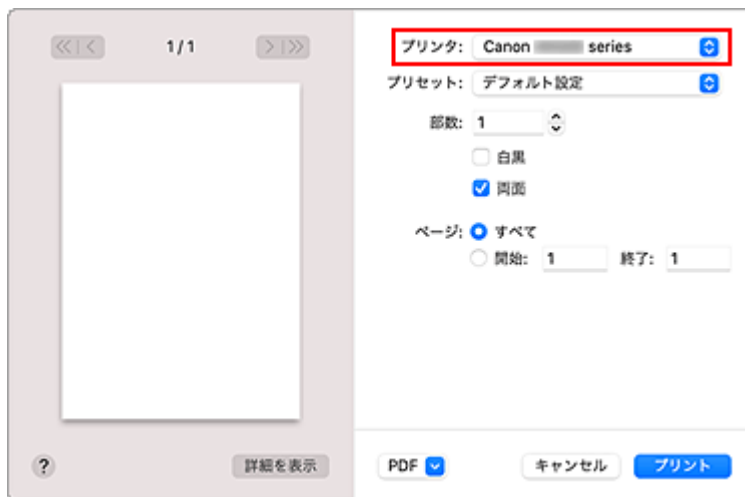 1/1
プリンタ: Canon series
プリセット: デフォルト設定
部数: 1
白黒
両面
ページ: すべて
開始: 1 終了: 1
? 詳細を表示 PDF キャンセル プリント